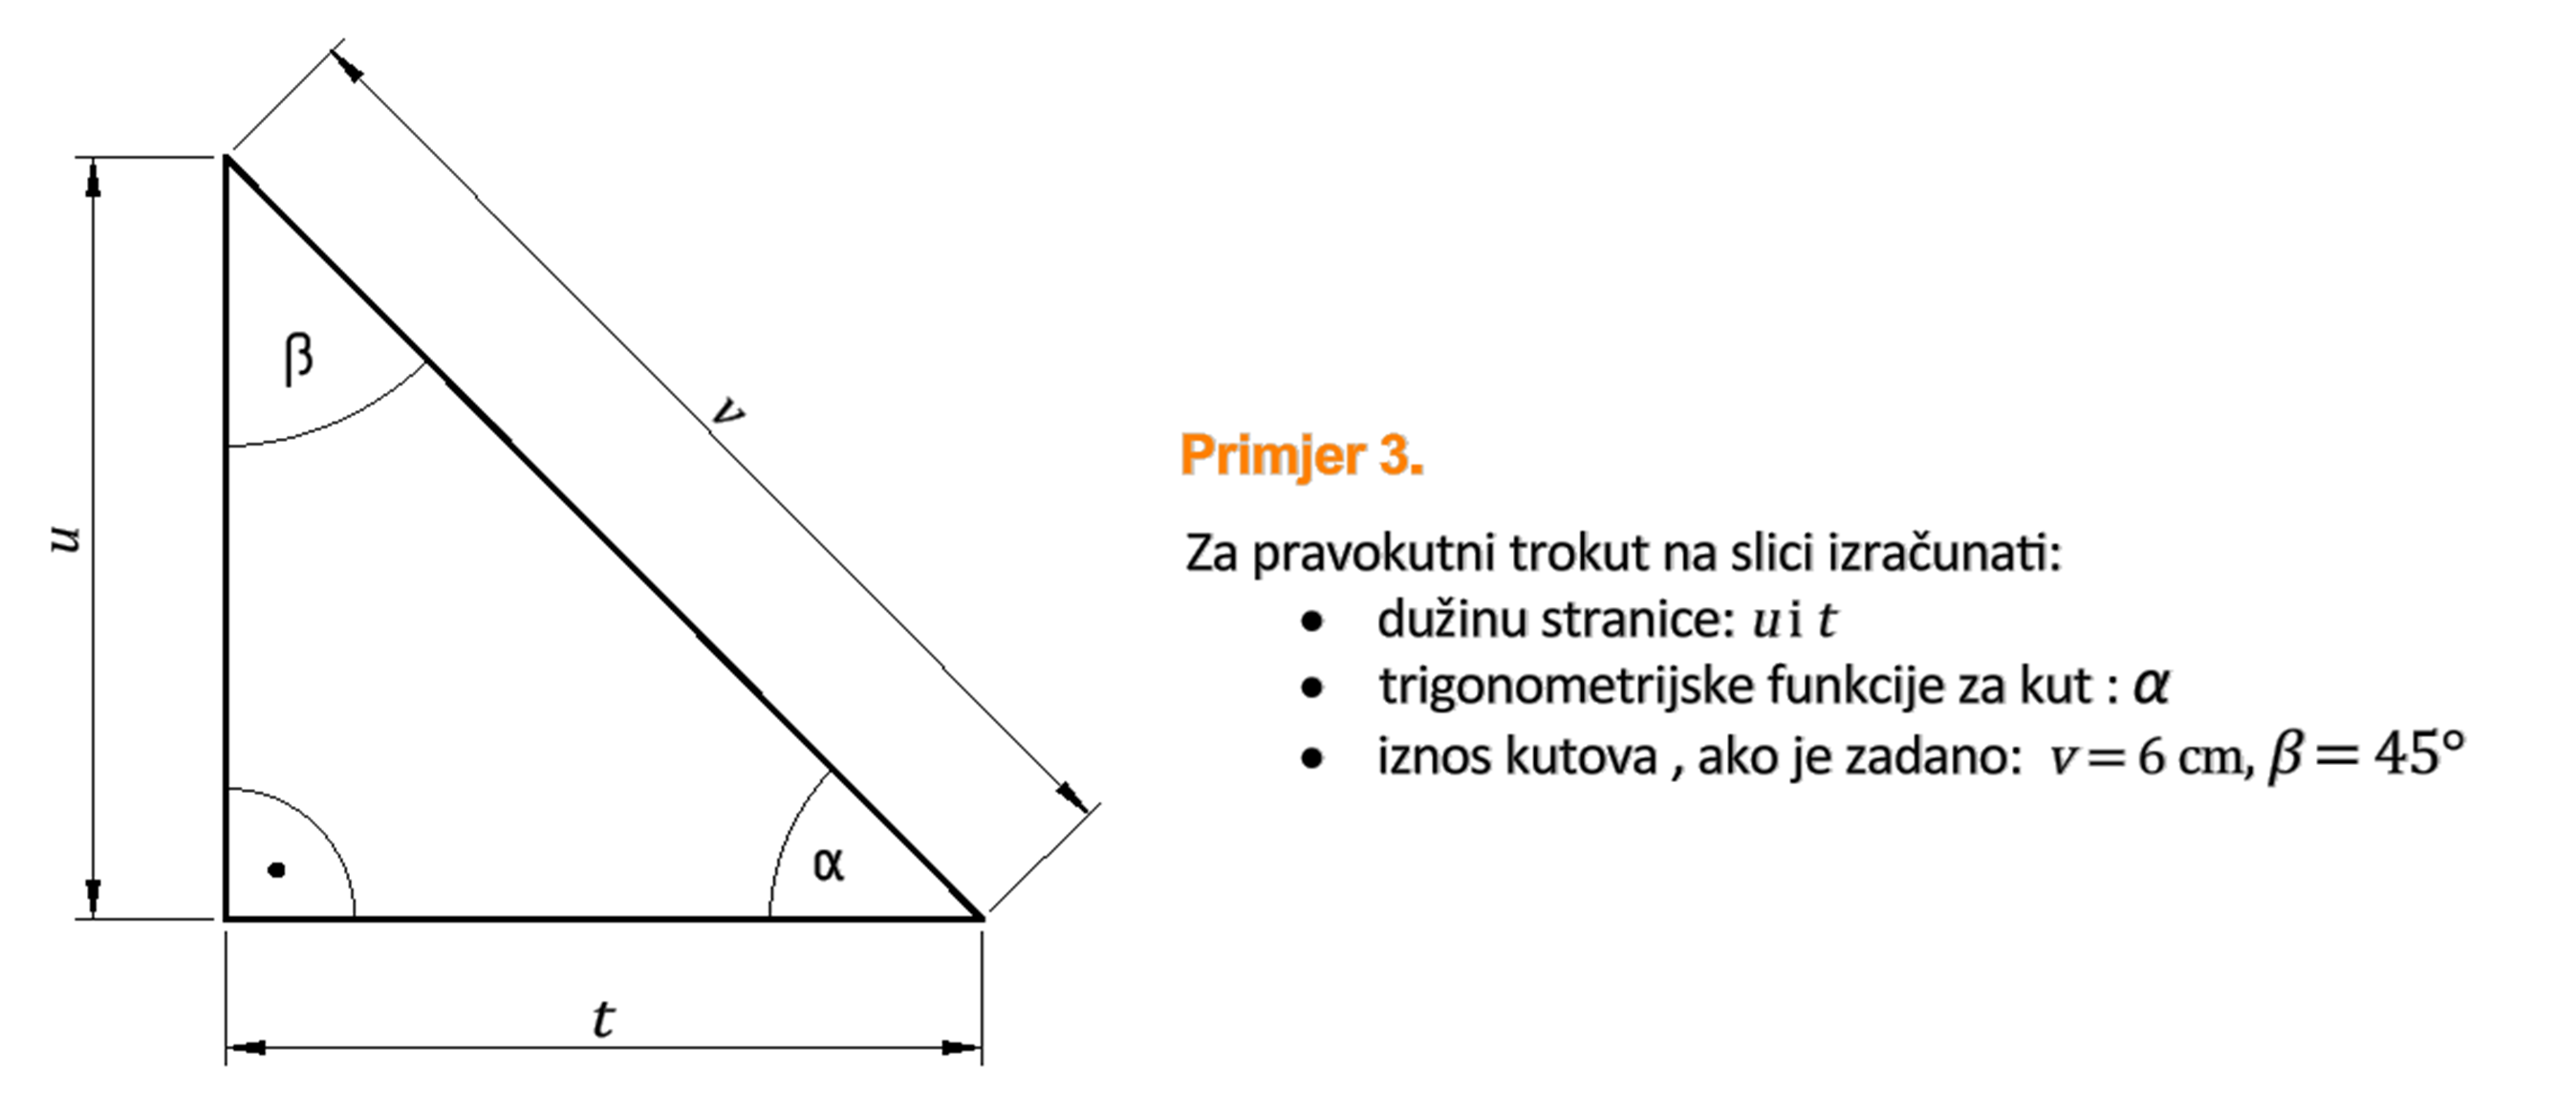 β
v
u
α
t
Primjer 3.
Za pravokutni trokut na slici izračunati:
• dužinu stranice: u i t
• trigonometrijske funkcije za kut : α
• iznos kutova , ako je zadano: v = 6 cm, β = 45°